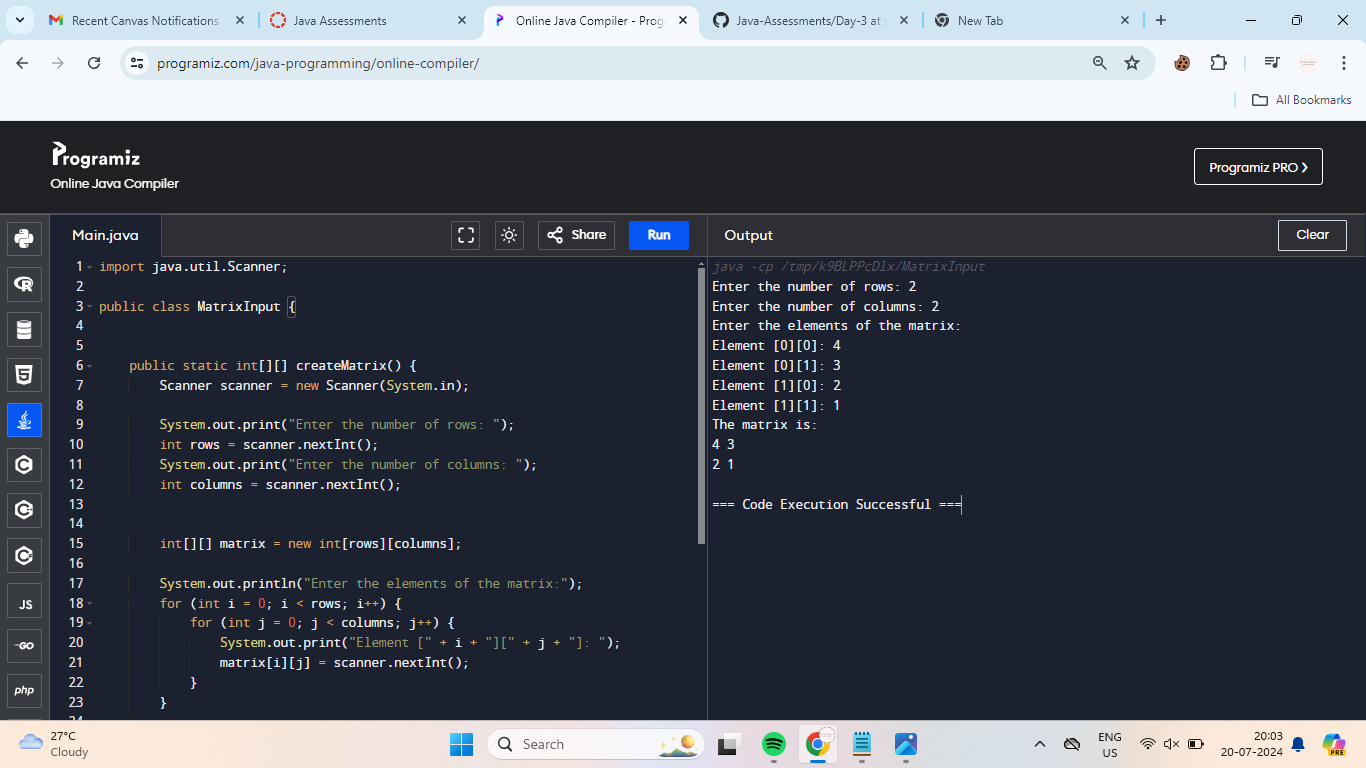 Recent Canvas Notifications
Java Assessments
Online Java Compiler - Prog
Java-Assessments/Day-3 at
New Tab
programiz.com/java-programming/online-compiler/
All Bookmarks
Programiz
Online Java Compiler
Programiz PRO >
Main.java
Share
Run
Output
Clear
1 import java.util.Scanner;
2
3 public class MatrixInput {
4
5
6 public static int[][] createMatrix() {
7 Scanner scanner = new Scanner(System.in);
8
9 System.out.print("Enter the number of rows: ");
10 int rows = scanner.nextInt();
11 System.out.print("Enter the number of columns: ");
12 int columns = scanner.nextInt();
13
14
15 int[][] matrix = new int[rows][columns];
16
17 System.out.println("Enter the elements of the matrix:");
18 for (int i = 0; i < rows; i++) {
19 for (int j = 0; j < columns; j++) {
20 System.out.print("Element [" + i + "][" + j + "]: ");
21 matrix[i][j] = scanner.nextInt();
22 }
23 }
java -cp /tmp/k9BLPPcDlx/MatrixInput
Enter the number of rows: 2
Enter the number of columns: 2
Enter the elements of the matrix:
Element [0][0]: 4
Element [0][1]: 3
Element [1][0]: 2
Element [1][1]: 1
The matrix is:
4 3
2 1
=== Code Execution Successful ===
JS
GO
php
27°C
Cloudy
Search
PRE
ENG
US
20:03
20-07-2024